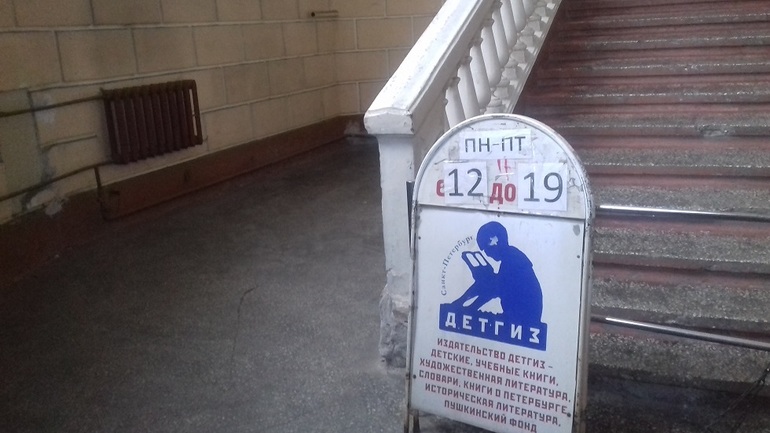 ПН-ПТ
с 12 до 19
Санкт-Петербург
ДЕТГИЗ
ИЗДАТЕЛЬСТВО ДЕТГИЗ –
ДЕТСКИЕ, УЧЕБНЫЕ КНИГИ,
ХУДОЖЕСТВЕННАЯ ЛИТЕРАТУРА,
СЛОВАРИ, КНИГИ О ПЕТЕРБУРГЕ,
ИСТОРИЧЕСКАЯ ЛИТЕРАТУРА,
ПУШКИНСКИЙ ФОНД